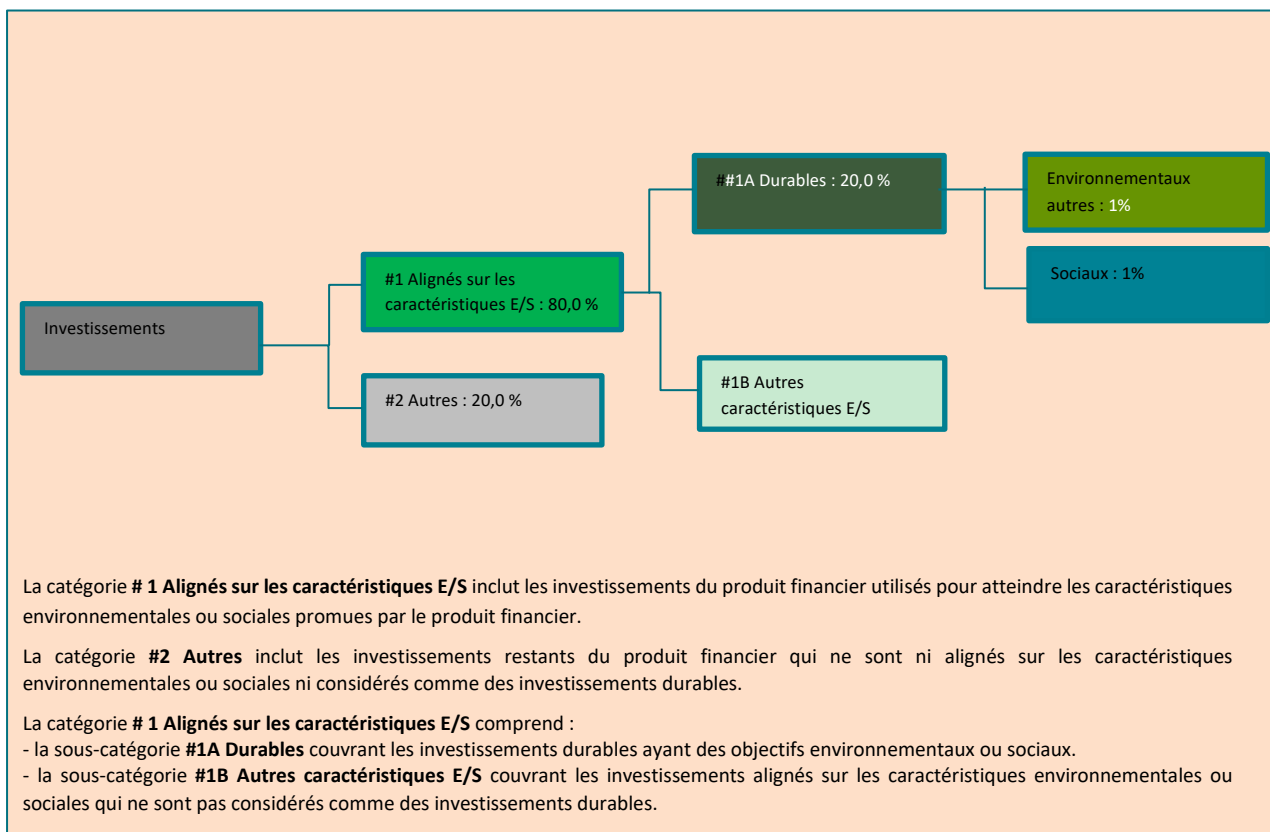 ##1A Durables : 20,0 %
Environnementaux
autres : 1%
#1 Alignés sur les
caractéristiques E/S : 80,0 %
Sociaux : 1%
Investissements
#2 Autres : 20,0 %
#1B Autres
caractéristiques E/S
La catégorie # 1 Alignés sur les caractéristiques E/S inclut les investissements du produit financier utilisés pour atteindre les caractéristiques
environnementales ou sociales promues par le produit financier.
La catégorie #2 Autres inclut les investissements restants du produit financier qui ne sont ni alignés sur les caractéristiques
environnementales ou sociales ni considérés comme des investissements durables.
La catégorie # 1 Alignés sur les caractéristiques E/S comprend :
- la sous-catégorie #1A Durables couvrant les investissements durables ayant des objectifs environnementaux ou sociaux.
- la sous-catégorie #1B Autres caractéristiques E/S couvrant les investissements alignés sur les caractéristiques environnementales ou
sociales qui ne sont pas considérés comme des investissements durables.